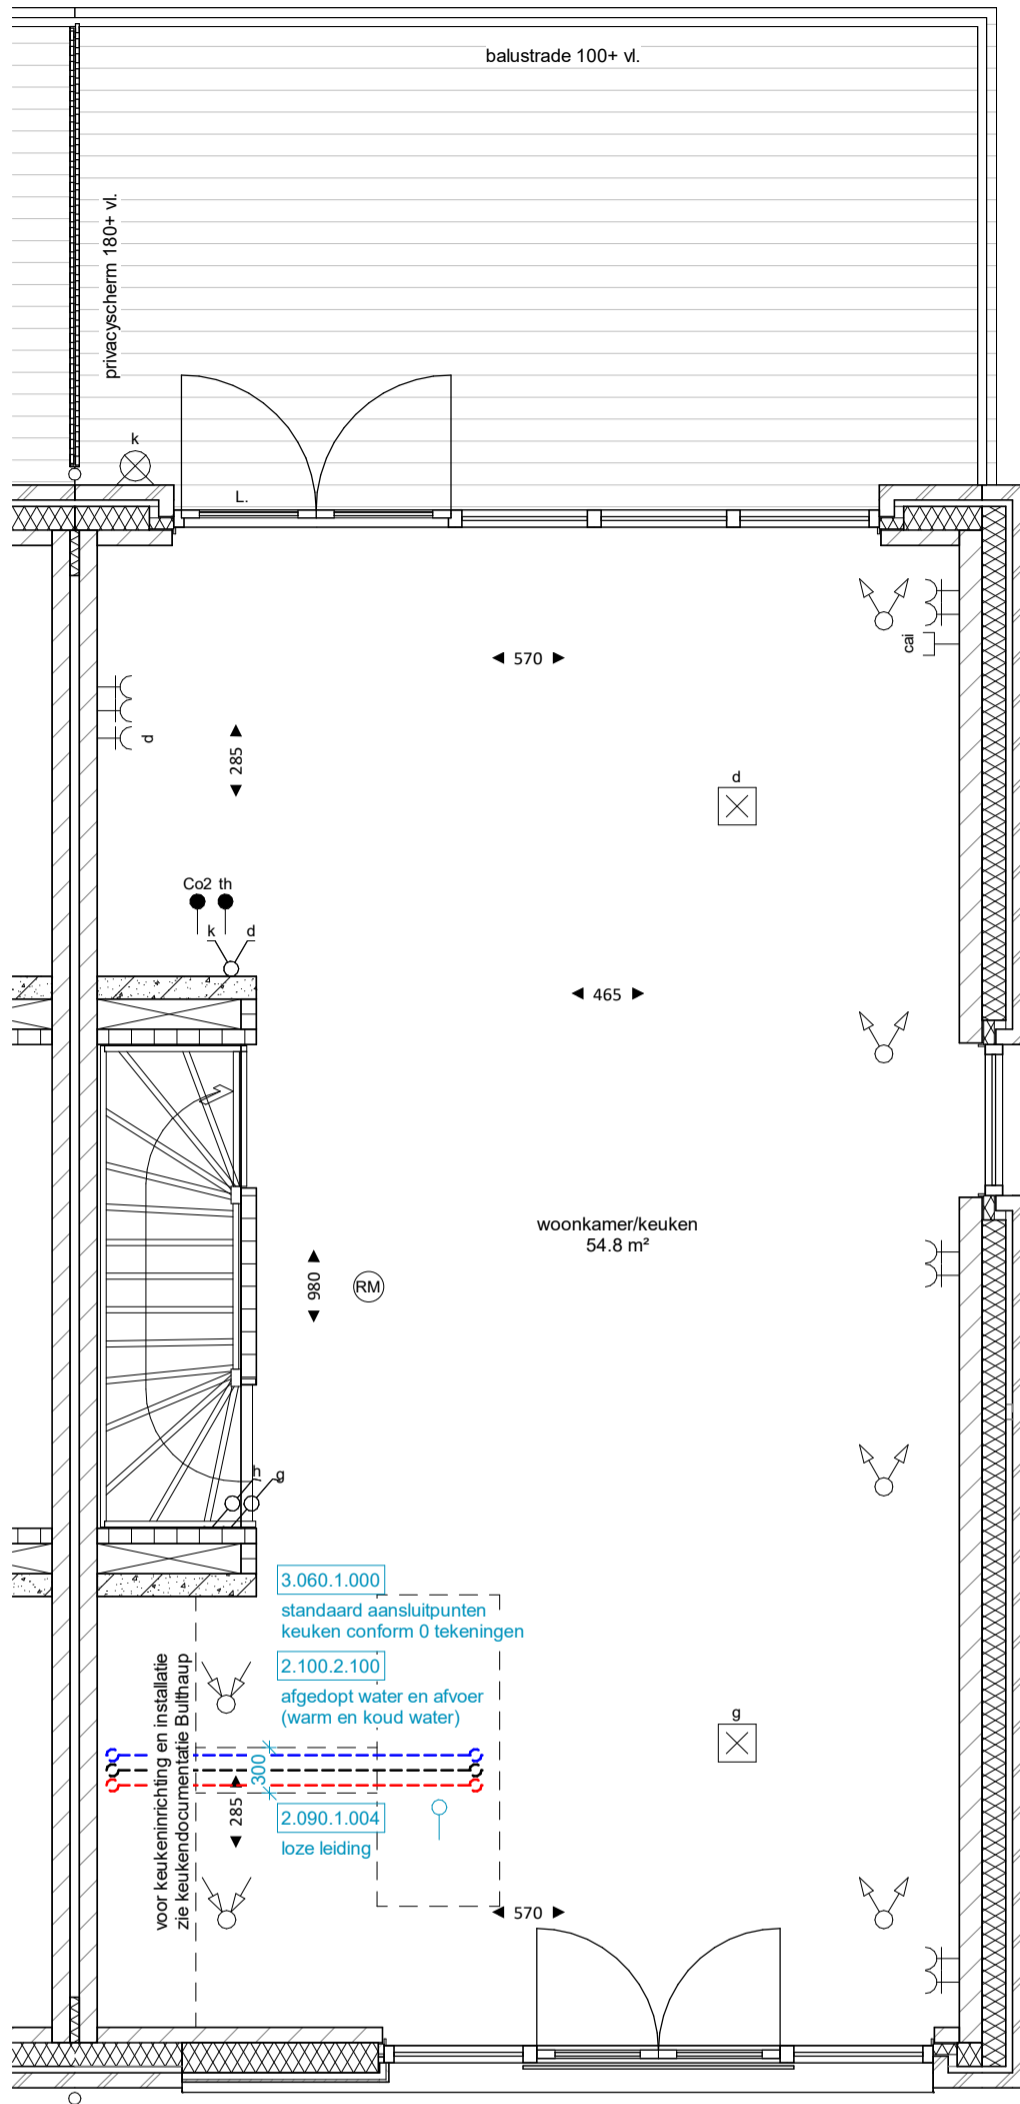 balustrade 100+ vl.
privacyscherm 180+ vl.
k
L.
570
cai
d
285
d
Co2 th
k d
465
woonkamer/keuken
54.8 m²
980
RM
h g
3.060.1.000
standaard aansluitpunten
keuken conform 0 tekeningen
2.100.2.100
afgedopt water en afvoer
(warm en koud water)
voor keukeninrichting en installatie
zie keukendocumentatie Bulthaup
g
300
285
2.090.1.004
loze leiding
570